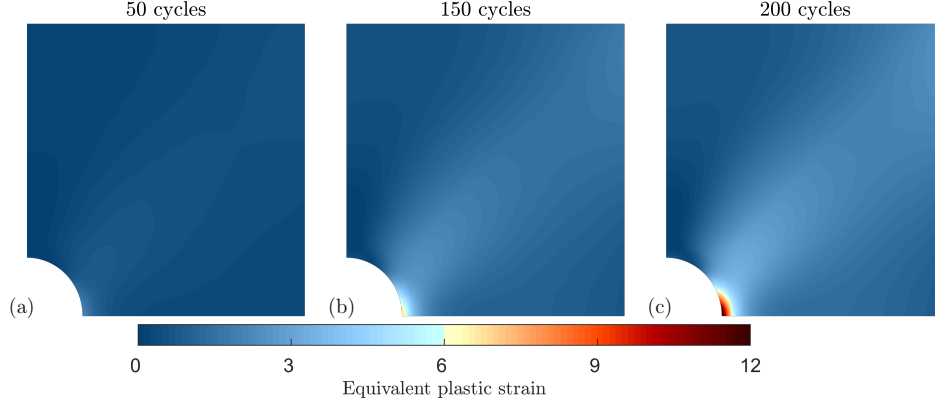 50 cycles
150 cycles
200 cycles
(a)
(b)
(c)
0
3
6
9
12
Equivalent plastic strain